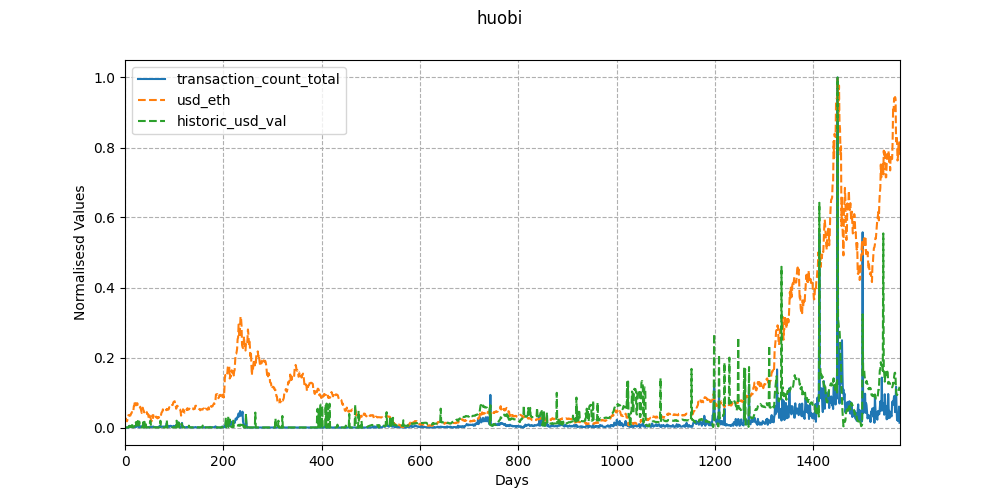 huobi
transaction_count_total
usd_eth
historic_usd_val
Normalisesd Values
1.0
0.8
0.6
0.4
0.2
0.0
0 200 400 600 800 1000 1200 1400
Days